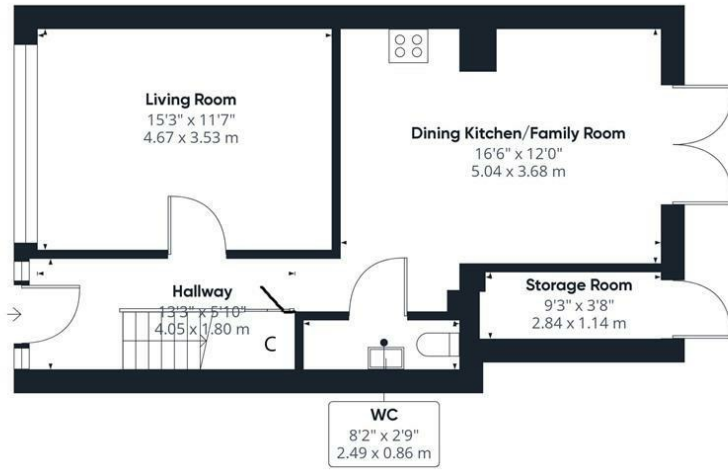 Living Room
15'3" x 11'7"
4.67 x 3.53 m
Dining Kitchen/Family Room
16'6" x 12'0"
5.04 x 3.68 m
Hallway
13'3" x 5'10"
4.05 x 1.80 m
C
Storage Room
9'3" x 3'8"
2.84 x 1.14 m
WC
8'2" x 2'9"
2.49 x 0.86 m